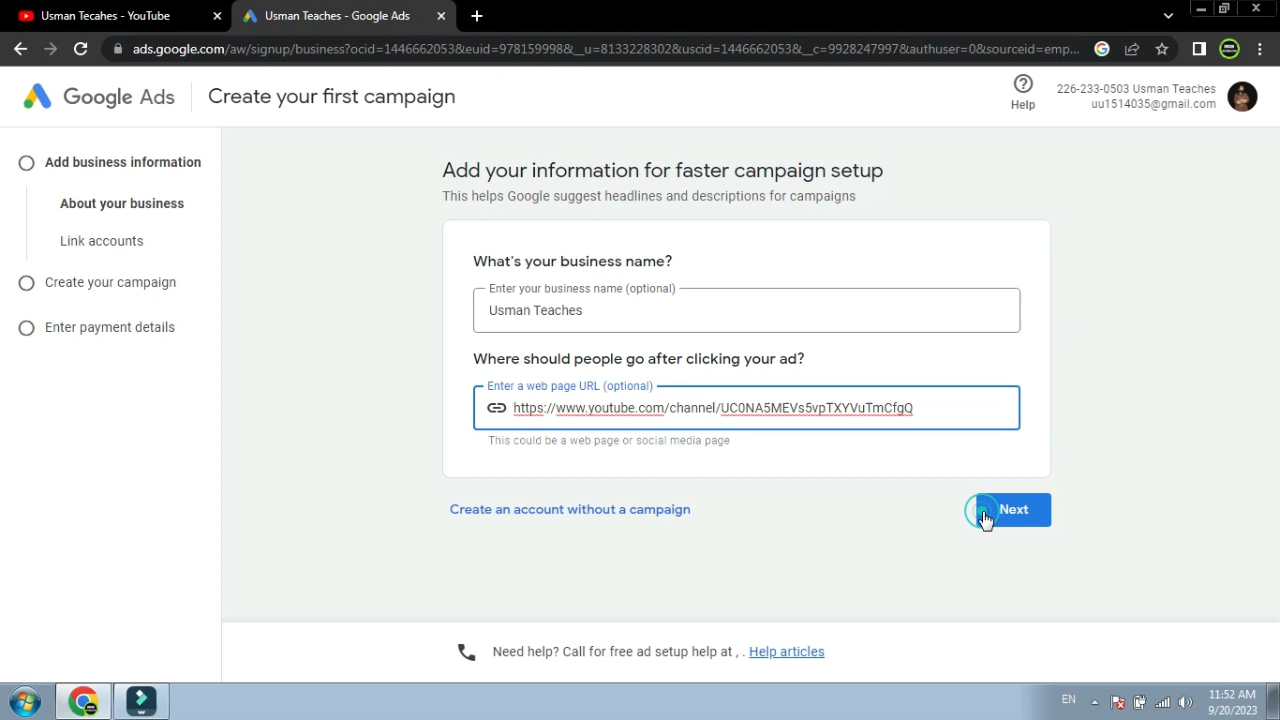 Usman Tecahes - YouTube
Usman Teaches - Google Ads
ads.google.com/aw/signup/business?ocid=1446662053&euid=978159998&__u=8133228302&uscid=1446662053&__c=9928247997&authuser=0&sourceid=emp...
Google Ads
Create your first campaign
Help
226-233-0503 Usman Teaches
uu1514035@gmail.com
Add business information
About your business
Link accounts
Create your campaign
Enter payment details
Add your information for faster campaign setup
This helps Google suggest headlines and descriptions for campaigns
What's your business name?
Enter your business name (optional)
Usman Teaches
Where should people go after clicking your ad?
Enter a web page URL (optional)
https://www.youtube.com/channel/UC0NA5MEVs5vpTXYVuTmCfgQ
This could be a web page or social media page
Create an account without a campaign
Next
Need help? Call for free ad setup help at , . Help articles
EN
11:52 AM
9/20/2023